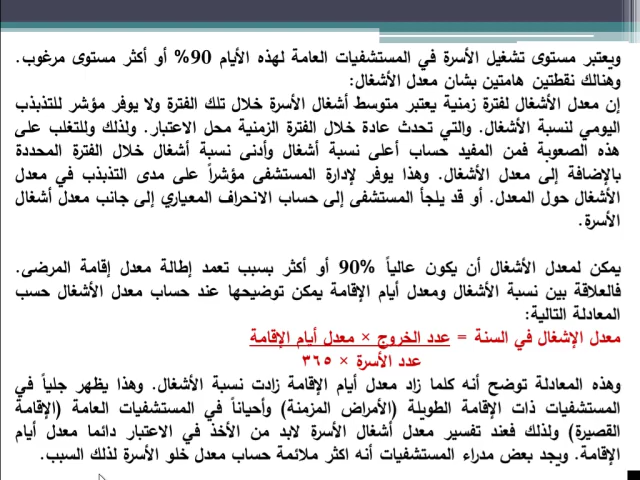 ويعتبر مستوى تشغيل الأسرة في المستشفيات العامة لهذه الأيام 90% أو أكثر مستوى مرغوب.
وهنالك نقطتين هامتين بشان معدل الأشغال:
إن معدل الأشغال لفترة زمنية يعتبر متوسط أشغال الأسرة خلال تلك الفترة ولا يوفر مؤشر للتذبذب
اليومي لنسبة الأشغال. والتي تحدث عادة خلال الفترة الزمنية محل الاعتبار. ولذلك وللتغلب على
هذه الصعوبة فمن المفيد حساب أعلى نسبة أشغال وأدنى نسبة أشغال خلال الفترة المحددة
بالإضافة إلى معدل الأشغال. وهذا يوفر لإدارة المستشفى مؤشراً على مدى التذبذب في معدل
الأشغال حول المعدل. أو قد يلجأ المستشفى إلى حساب الانحراف المعياري إلى جانب معدل أشغال
الأسرة.
يمكن لمعدل الأشغال أن يكون عالياً 90% أو أكثر بسبب تعمد إطالة معدل إقامة المرضى.
فالعلاقة بين نسبة الأشغال ومعدل أيام الإقامة يمكن توضيحها عند حساب معدل الأشغال حسب
المعادلة التالية:
معدل الإشغال في السنة = عدد الخروج × معدل أيام الإقامة
عدد الأسرة × ٣٦٥
وهذه المعادلة توضح أنه كلما زاد معدل أيام الإقامة زادت نسبة الأشغال. وهذا يظهر جلياً في
المستشفيات ذات الإقامة الطويلة (الأمراض المزمنة) وأحياناً في المستشفيات العامة (الإقامة
القصيرة) ولذلك فعند تفسير معدل أشغال الأسرة لابد من الأخذ في الاعتبار دائما معدل أيام
الإقامة. ويجد بعض مدراء المستشفيات أنه اكثر ملائمة حساب معدل خلو الأسرة لذلك السبب.